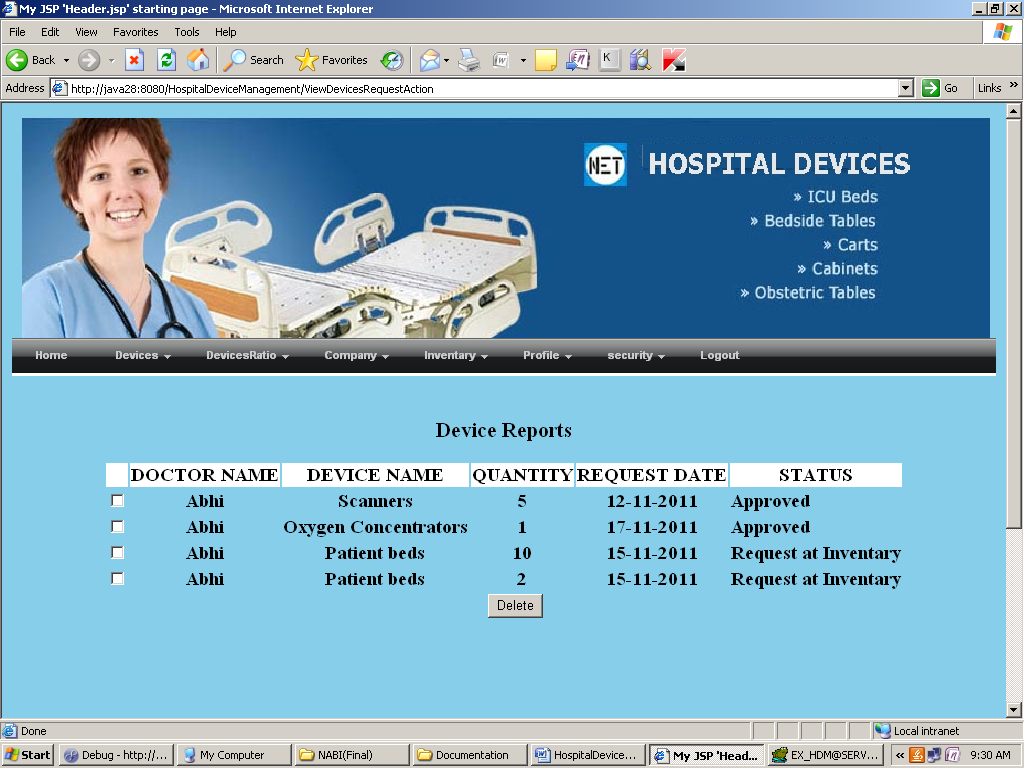 My JSP 'Header.jsp' starting page - Microsoft Internet Explorer
File Edit View Favorites Tools Help
Back Search Favorites
Address http://java28:8080/HospitalDeviceManagement/ViewDevicesRequestAction Go Links »
NET HOSPITAL DEVICES
» ICU Beds
» Bedside Tables
» Carts
» Cabinets
» Obstetric Tables
Home Devices DevicesRatio Company Inventary Profile security Logout
Device Reports
DOCTOR NAME DEVICE NAME QUANTITY REQUEST DATE STATUS
Abhi Scanners 5 12-11-2011 Approved
Abhi Oxygen Concentrators 1 17-11-2011 Approved
Abhi Patient beds 10 15-11-2011 Request at Inventary
Abhi Patient beds 2 15-11-2011 Request at Inventary
Delete
Done Local intranet
Start Debug - http://... My Computer NABI(Final) Documentation HospitalDevice... My JSP 'Head... EX_HDM@SERV... « 9:30 AM